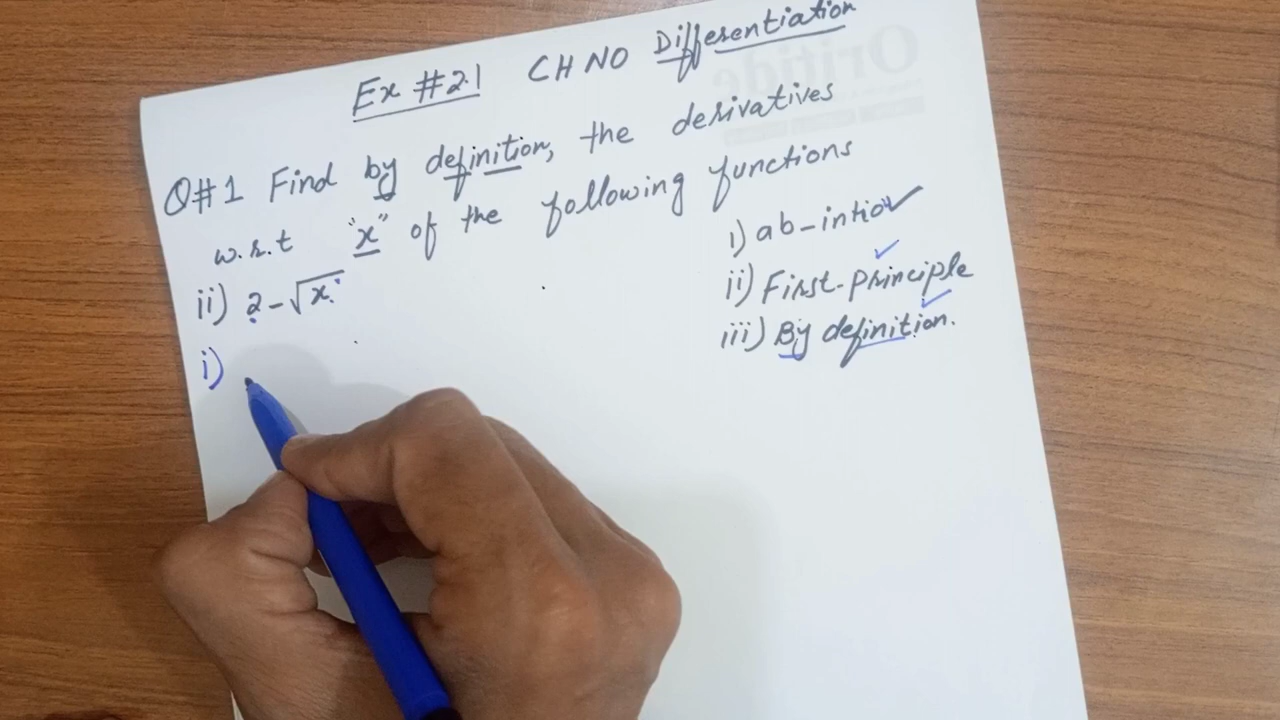 Ex #2.1 CH NO Differentiation
Q#1 Find by definition, the derivatives
w.r.t "x" of the following functions
ii) 2-√x
i)
i) ab-intio
ii) First-principle
iii) By definition.
Oritide